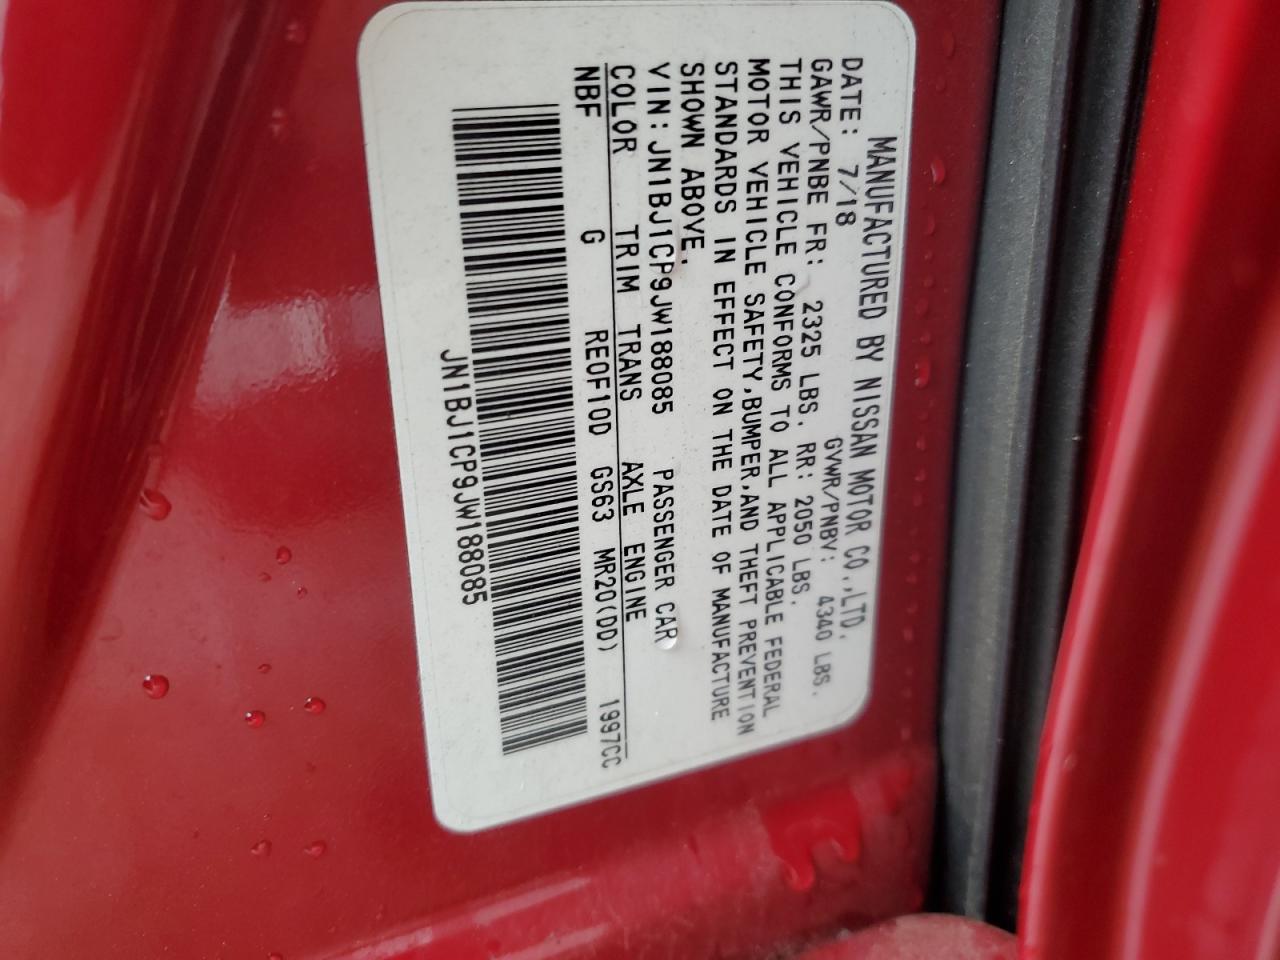 MANUFACTURED BY NISSAN MOTOR CO.,LTD.
DATE: 7/18 GVWR/PNBV: 4340 LBS.
GAWR/PNBE FR: 2325 LBS. RR: 2050 LBS.
THIS VEHICLE CONFORMS TO ALL APPLICABLE FEDERAL
MOTOR VEHICLE SAFETY,BUMPER,AND THEFT PREVENTION
STANDARDS IN EFFECT ON THE DATE OF MANUFACTURE
SHOWN ABOVE.
VIN:JN1BJ1CP9JW188085 PASSENGER CAR
COLOR TRIM TRANS AXLE ENGINE
NBF G RE0F10D GS63 MR20(DD) 1997CC
JN1BJ1CP9JW188085